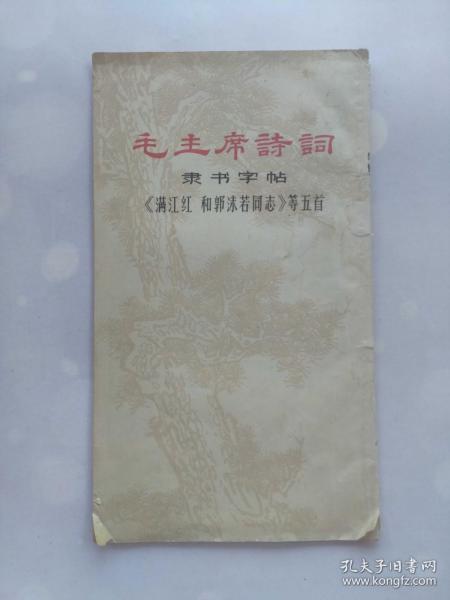 毛主席詩詞
隶书字帖
《满江红 和郭沫若同志》等五首
孔夫子旧书网
www.kongfz.com